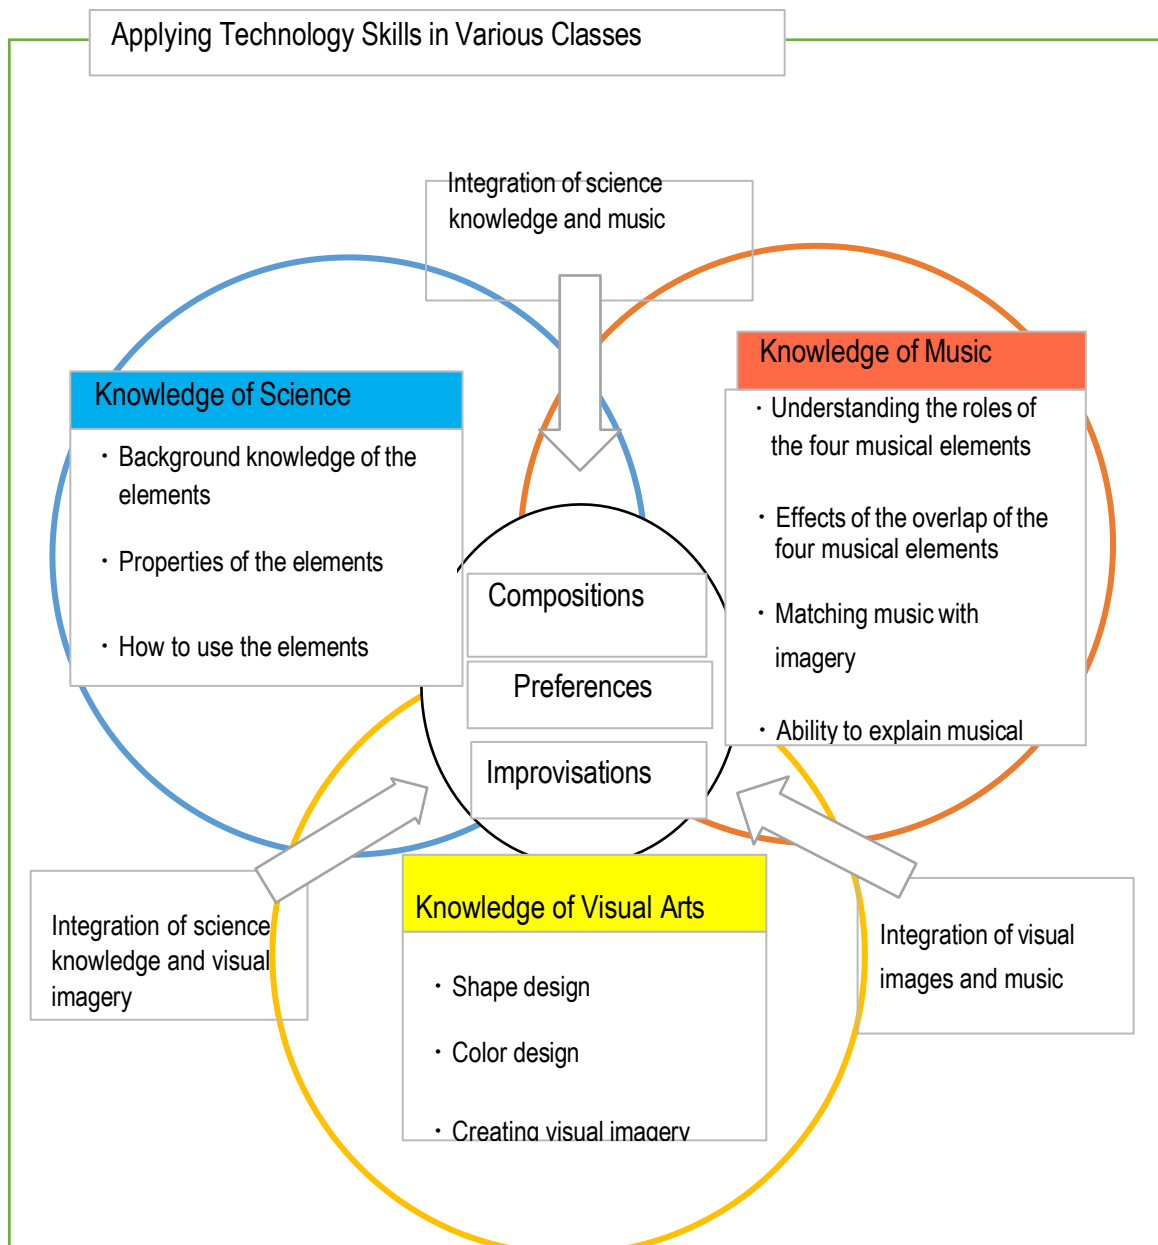 Applying Technology Skills in Various Classes
Integration of science
knowledge and music
Knowledge of Science
・Background knowledge of the
elements
・Properties of the elements
・How to use the elements
Knowledge of Music
・Understanding the roles of
the four musical elements
・Effects of the overlap of the
four musical elements
・Matching music with
imagery
・Ability to explain musical
Compositions
Preferences
Improvisations
Integration of science
knowledge and visual
imagery
Knowledge of Visual Arts
・Shape design
・Color design
・Creating visual imagery
Integration of visual
images and music